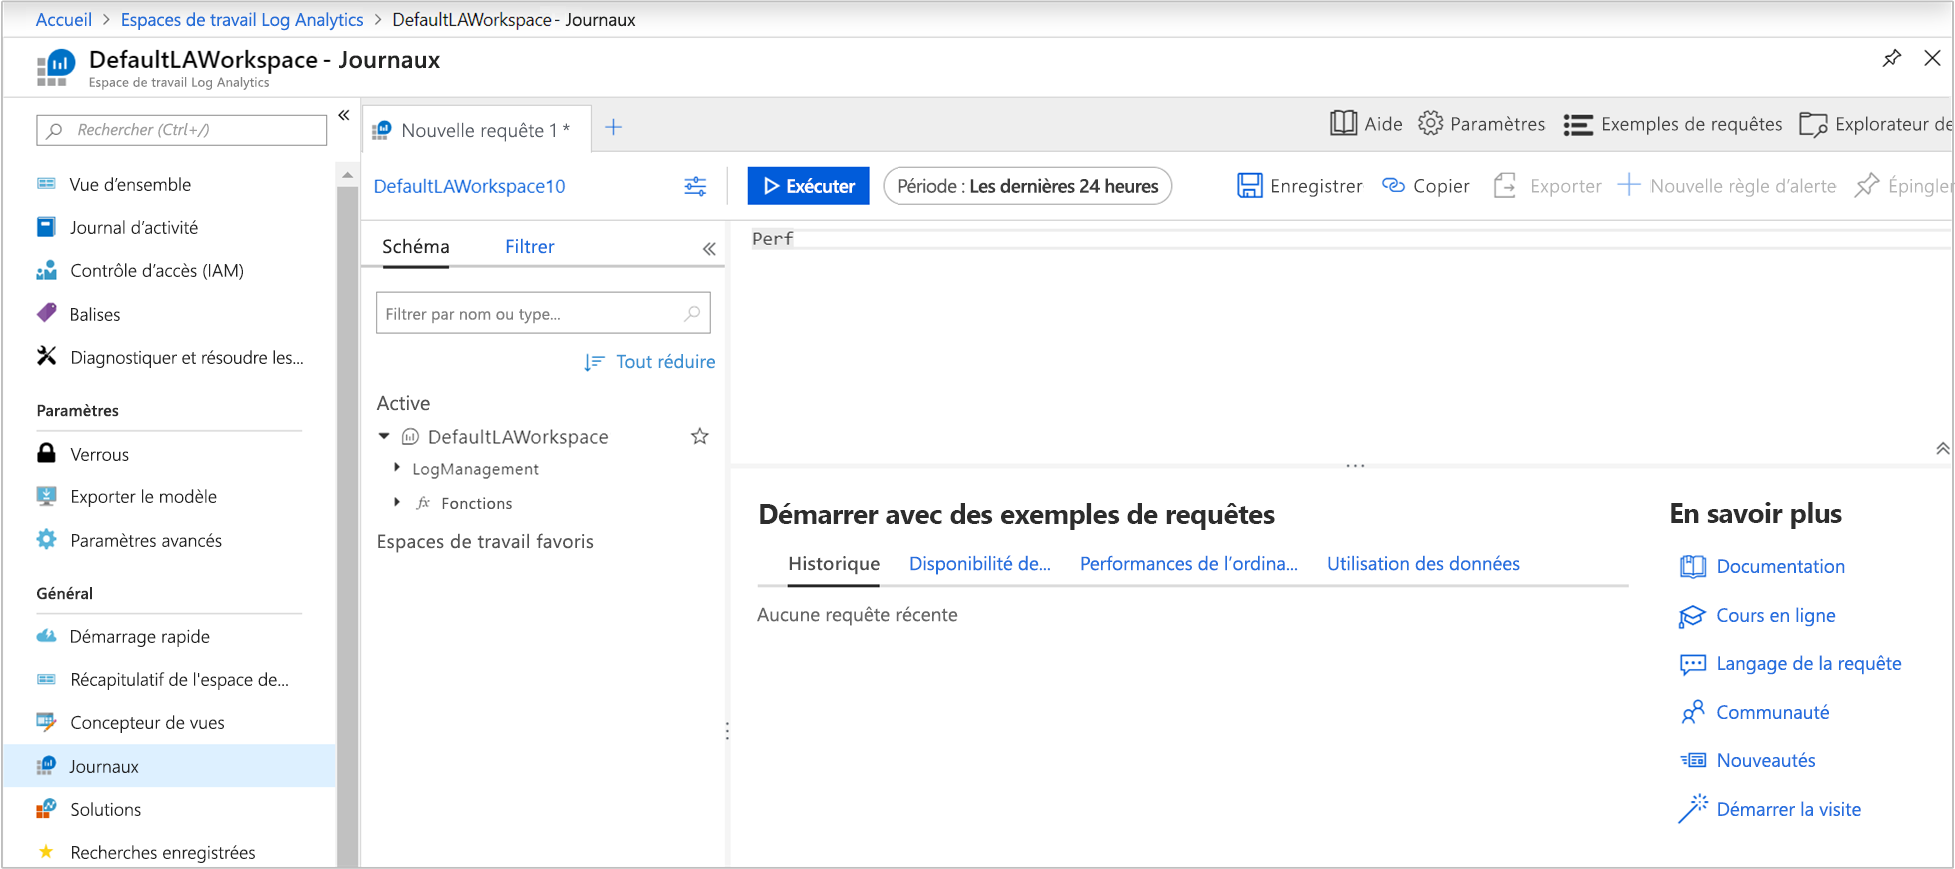 Accueil > Espaces de travail Log Analytics > DefaultLAWorkspace - Journaux
DefaultLAWorkspace - Journaux
Espace de travail Log Analytics
Rechercher (Ctrl+/)
Vue d’ensemble
Journal d’activité
Contrôle d’accès (IAM)
Balises
Diagnostiquer et résoudre les...
Paramètres
Verrous
Exporter le modèle
Paramètres avancés
Général
Démarrage rapide
Récapitulatif de l'espace de...
Concepteur de vues
Journaux
Solutions
Recherches enregistrées
Nouvelle requête 1 *
Aide
Paramètres
Exemples de requêtes
Explorateur de
DefaultLAWorkspace10
Exécuter
Période : Les dernières 24 heures
Enregistrer
Copier
Exporter
Nouvelle règle d’alerte
Épingler
Schéma
Filtrer
Filtrer par nom ou type...
Tout réduire
Active
DefaultLAWorkspace
LogManagement
fx Fonctions
Espaces de travail favoris
Perf
Démarrer avec des exemples de requêtes
Historique
Disponibilité de...
Performances de l’ordina...
Utilisation des données
Aucune requête récente
En savoir plus
Documentation
Cours en ligne
Langage de la requête
Communauté
Nouveautés
Démarrer la visite